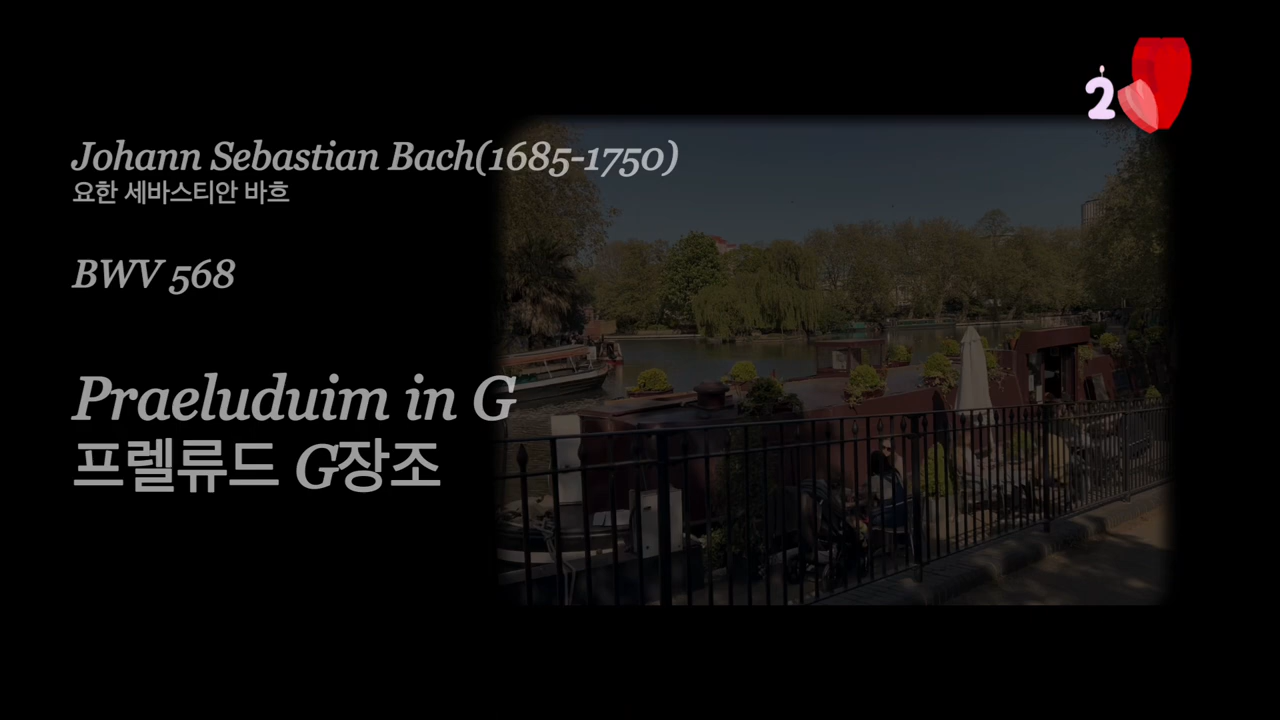 2
Johann Sebastian Bach(1685-1750)
요한 세바스티안 바흐
BWV 568
Praeluduim in G
프렐류드 G장조